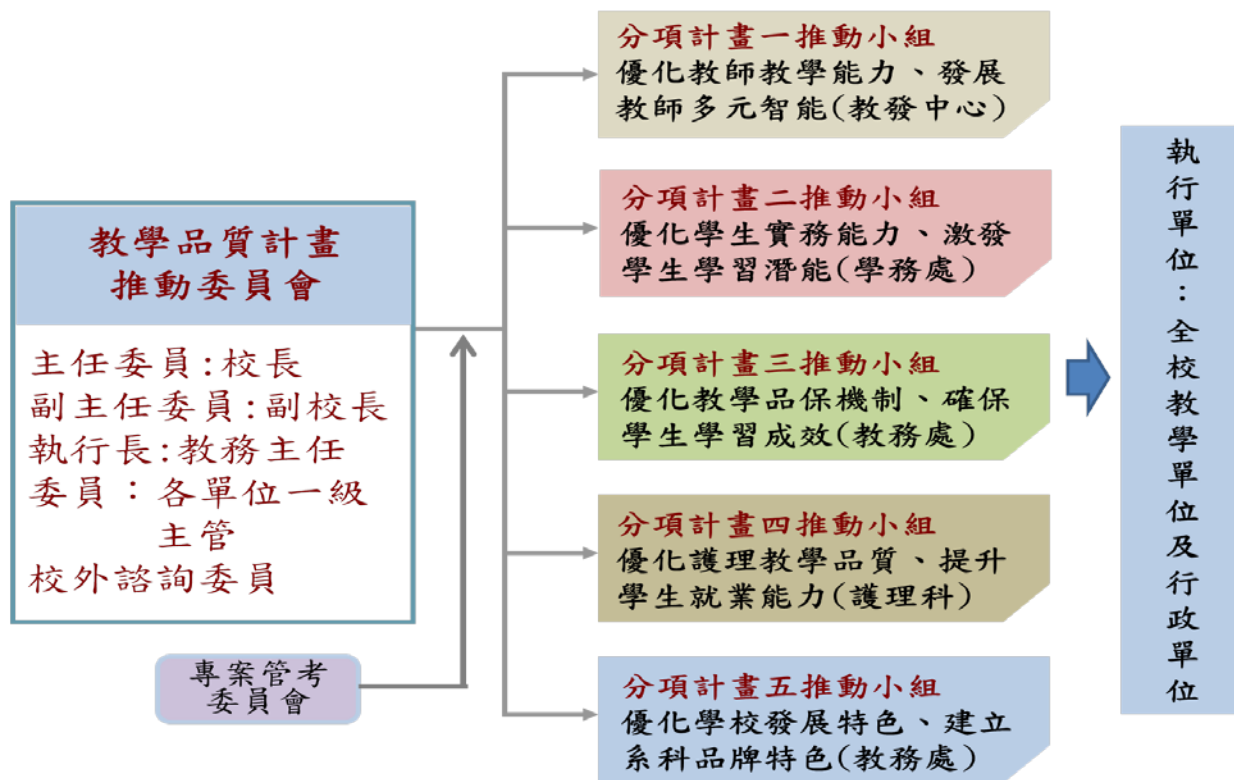 教學品質計畫
推動委員會
主任委員:校長
副主任委員:副校長
執行長:教務主任
委員：各單位一級
主管
校外諮詢委員
專案管考
委員會
分項計畫一推動小組
優化教師教學能力、發展
教師多元智能(教發中心)
分項計畫二推動小組
優化學生實務能力、激發
學生學習潛能(學務處)
分項計畫三推動小組
優化教學品保機制、確保
學生學習成效(教務處)
分項計畫四推動小組
優化護理教學品質、提升
學生就業能力(護理科)
分項計畫五推動小組
優化學校發展特色、建立
系科品牌特色(教務處)
執行單位：全校教學單位及行政單位